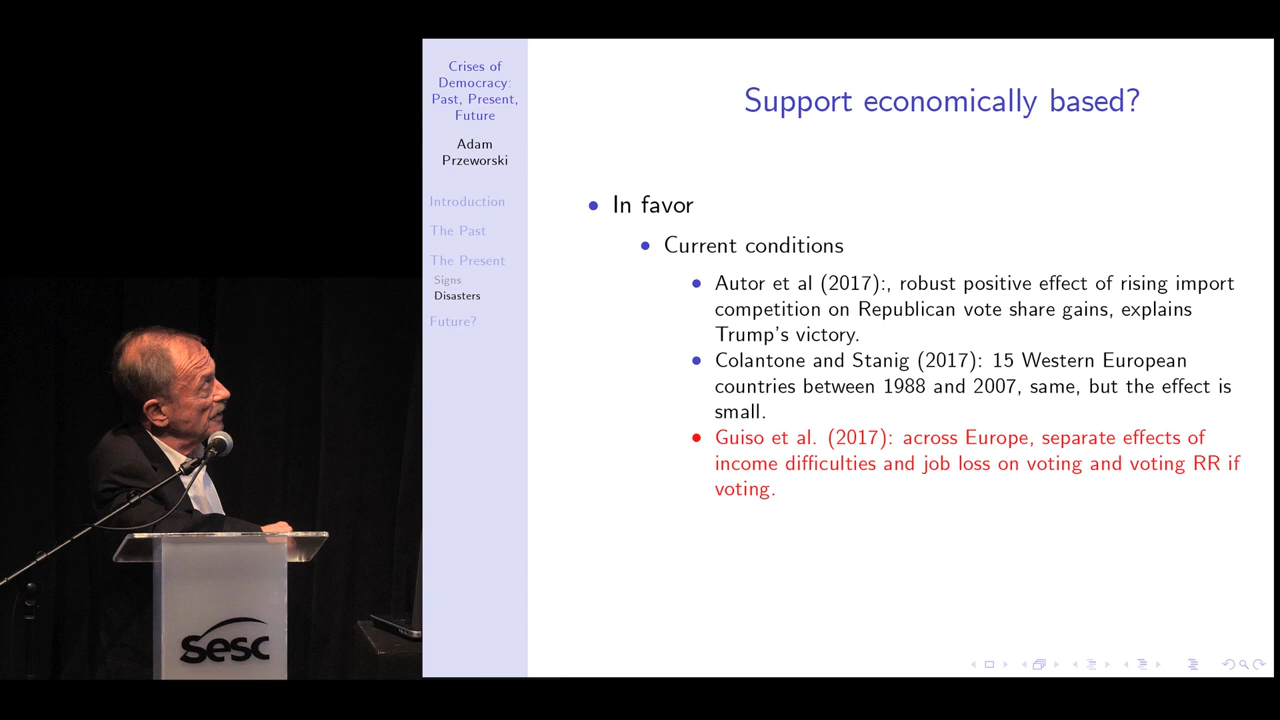 Crises of
Democracy:
Past, Present,
Future
Adam
Przeworski
Introduction
The Past
The Present
Signs
Disasters
Future?
Support economically based?
In favor
Current conditions
Autor et al (2017):, robust positive effect of rising import
competition on Republican vote share gains, explains
Trump's victory.
Colantone and Stanig (2017): 15 Western European
countries between 1988 and 2007, same, but the effect is
small.
Guiso et al. (2017): across Europe, separate effects of
income difficulties and job loss on voting and voting RR if
voting.
sesc